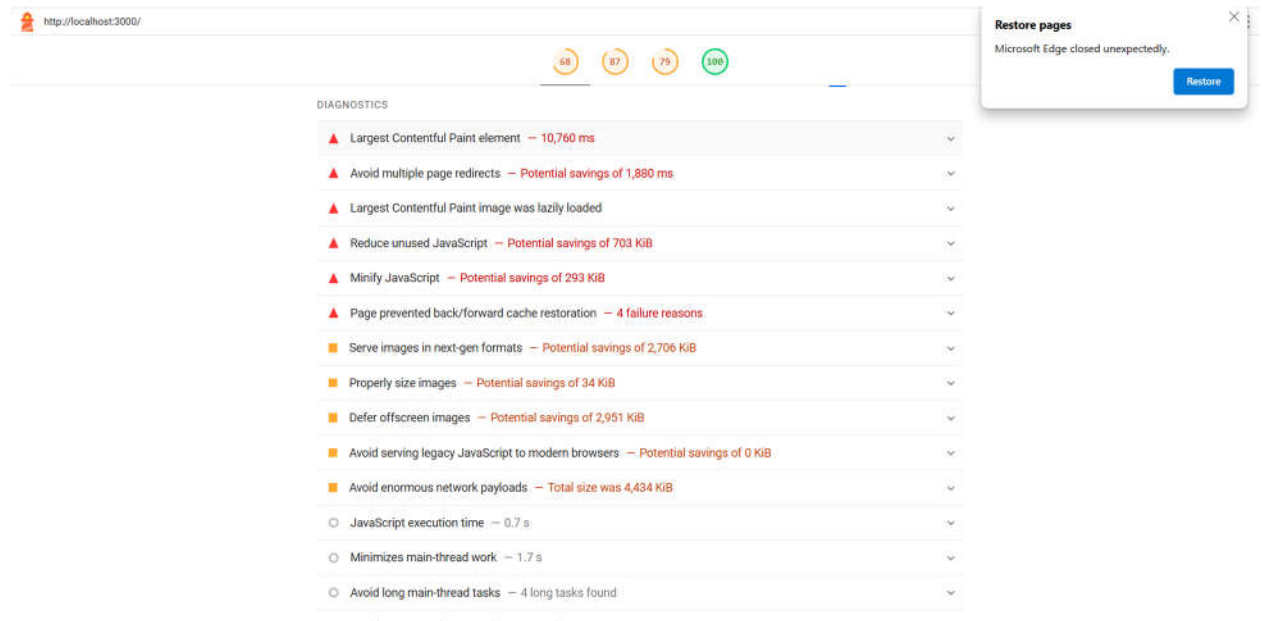 http://localhost:3000/
Restore pages
Microsoft Edge closed unexpectedly.
Restore
68 87 79 100
DIAGNOSTICS
Largest Contentful Paint element — 10,760 ms
Avoid multiple page redirects — Potential savings of 1,880 ms
Largest Contentful Paint image was lazily loaded
Reduce unused JavaScript — Potential savings of 703 KiB
Minify JavaScript — Potential savings of 293 KiB
Page prevented back/forward cache restoration — 4 failure reasons
Serve images in next-gen formats — Potential savings of 2,706 KiB
Properly size images — Potential savings of 34 KiB
Defer offscreen images — Potential savings of 2,951 KiB
Avoid serving legacy JavaScript to modern browsers — Potential savings of 0 KiB
Avoid enormous network payloads — Total size was 4,434 KiB
JavaScript execution time — 0.7 s
Minimizes main-thread work — 1.7 s
Avoid long main-thread tasks — 4 long tasks found